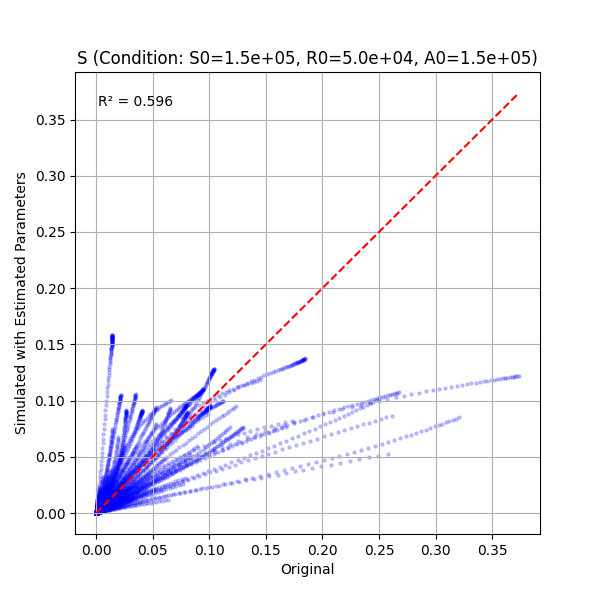 S (Condition: S0=1.5e+05, R0=5.0e+04, A0=1.5e+05)
R² = 0.596
0.35
0.30
0.25
0.20
0.15
0.10
0.05
0.00
Simulated with Estimated Parameters
0.00 0.05 0.10 0.15 0.20 0.25 0.30 0.35
Original